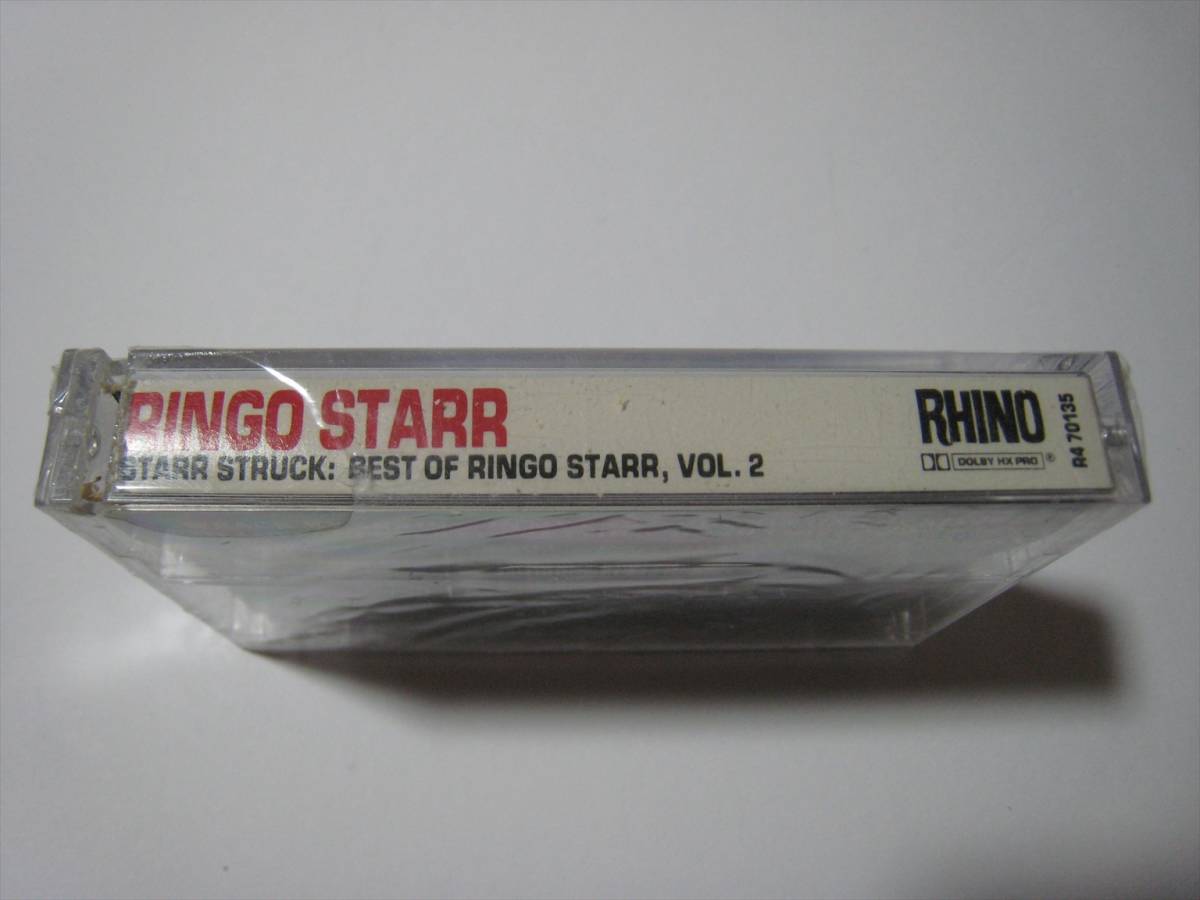 RINGO STARR
STARR STRUCK: BEST OF RINGO STARR, VOL. 2
RHINO
DOLBY HX PRO ®
R4 70135